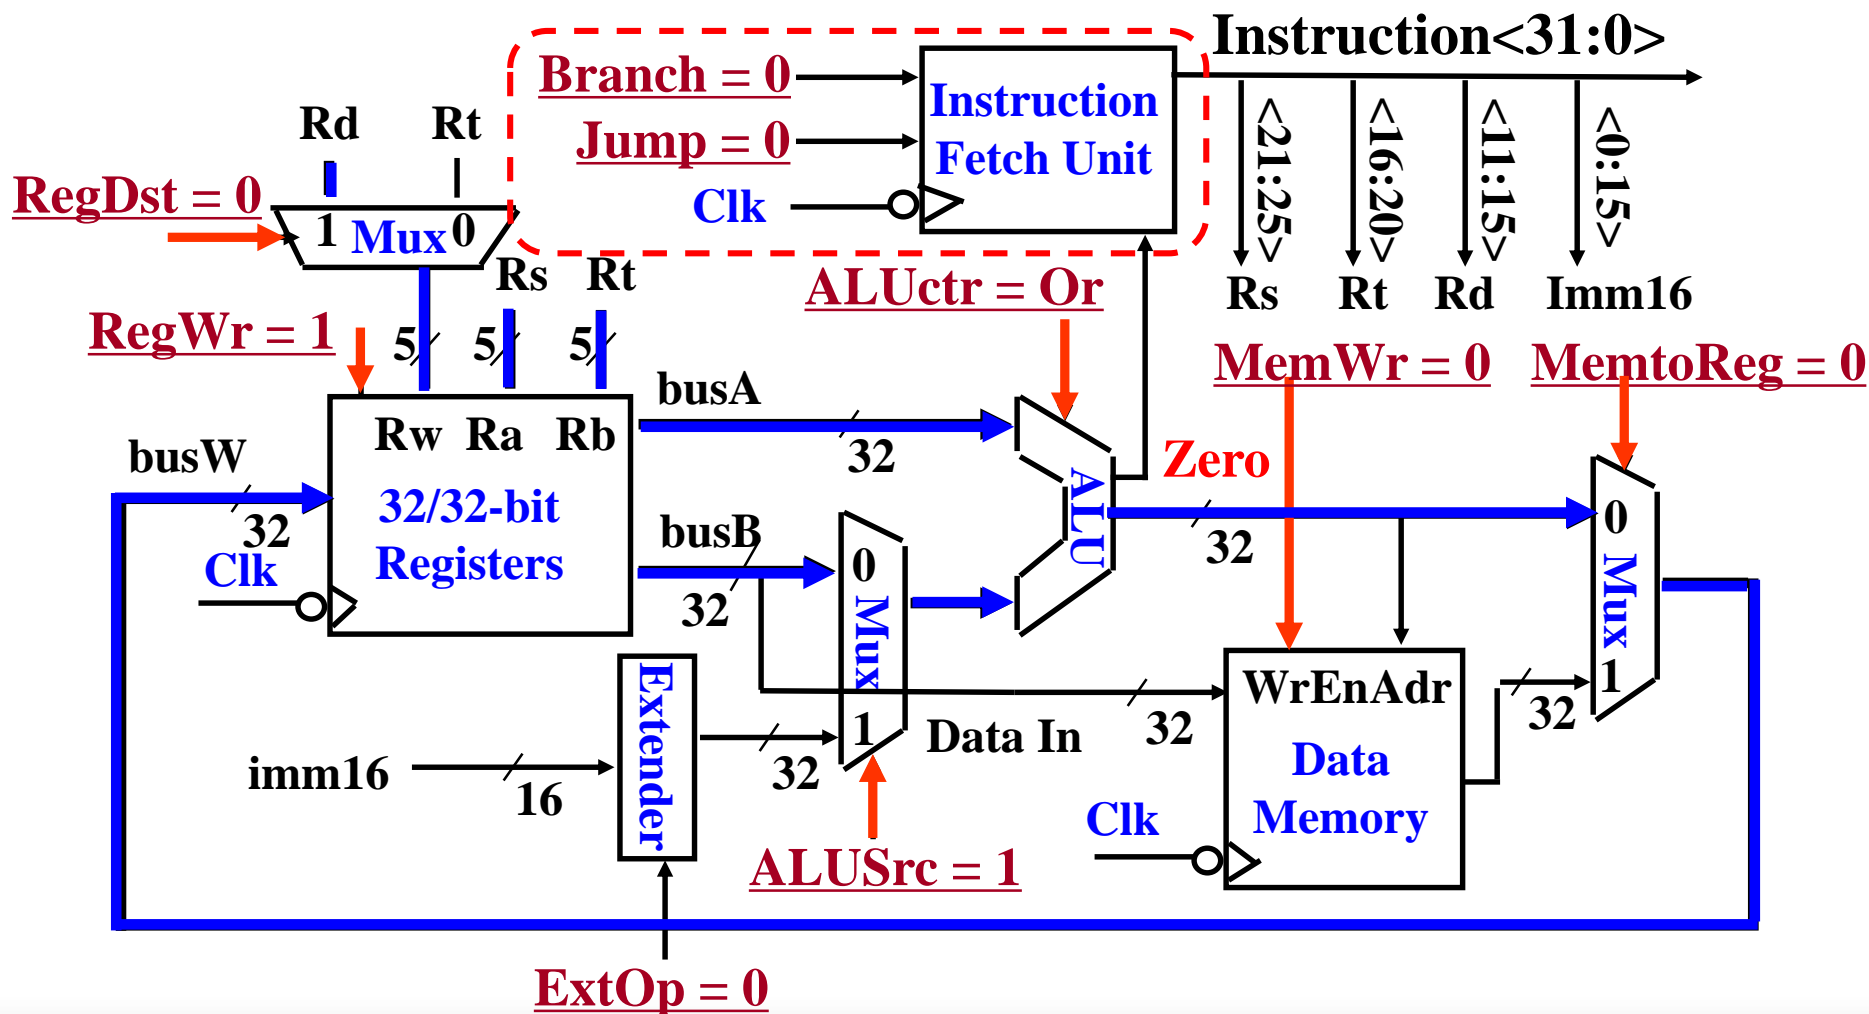 Instruction<31:0>
Branch = 0
Instruction
Fetch Unit
Jump = 0
Clk
<21:25>
<16:20>
<11:15>
<0:15>
Rd
Rt
RegDst = 0
1
Mux
0
Rs
Rt
ALUctr = Or
Rs
Rt
Rd
Imm16
RegWr = 1
5
5
5
MemWr = 0
MemtoReg = 0
busA
Rw
Ra
Rb
32
busW
Zero
32/32-bit
Registers
32
busB
ALU
32
0
Clk
0
Mux
32
Mux
1
Extender
WrEnAdr
1
Data In
32
32
imm16
16
32
Data
Memory
Clk
ALUSrc = 1
ExtOp = 0